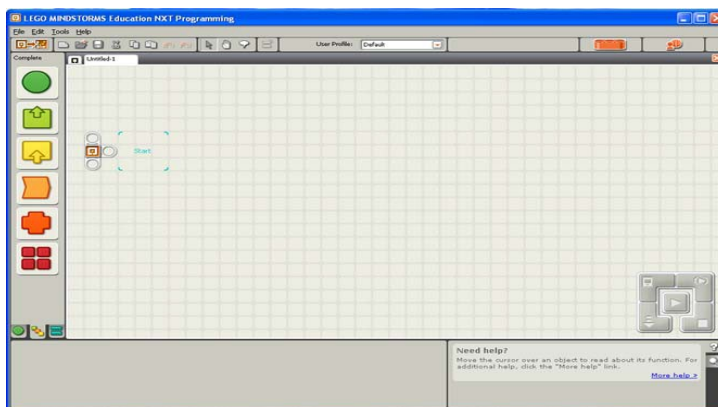 LEGO MINDSTORMS Education NXT Programming
File Edit Tools Help
User Profile: Default
Complete
Untitled-1
Start
Need help?
Move the cursor over an object to read about its function. For
additional help, click the "More help" link.
More help >
?